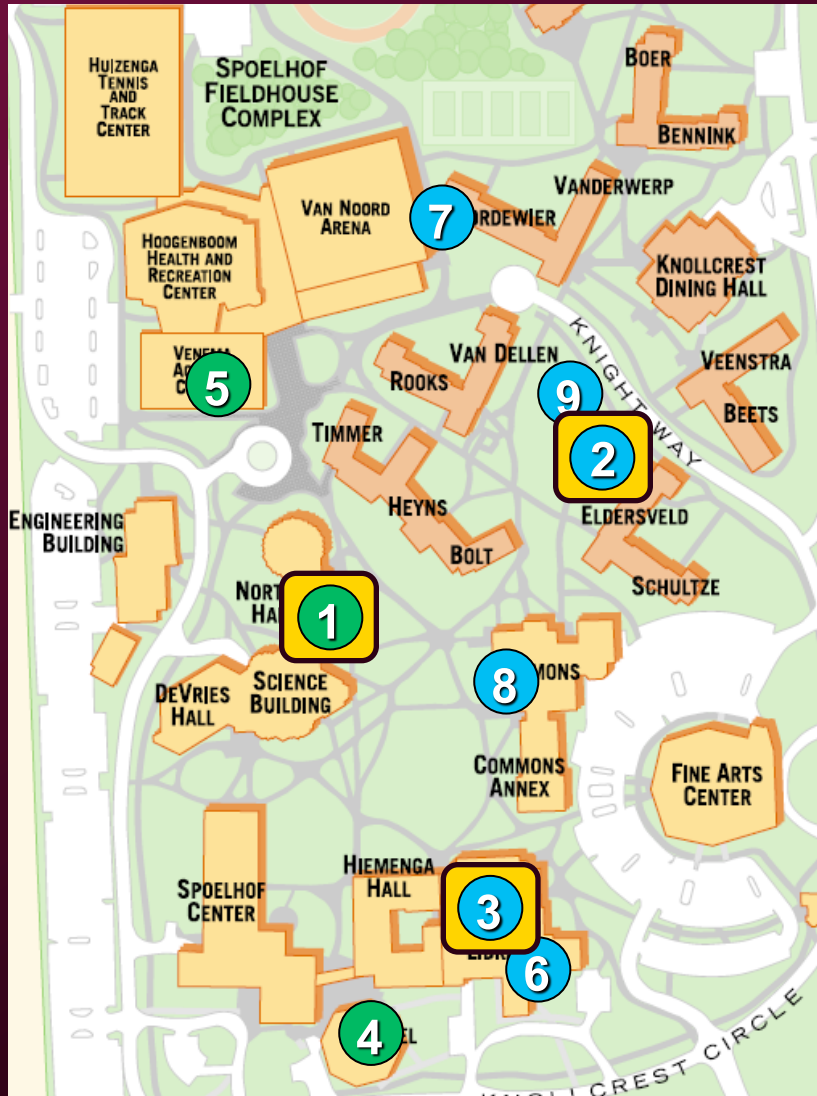 HUIZENGA
TENNIS
AND
TRACK
CENTER
SPOELHOF
FIELDHOUSE
COMPLEX
BOER
BENNINK
VAN NOORD
ARENA
VANDERWERP
7
HOOGENBOOM
HEALTH AND
RECREATION
CENTER
KNOLLCREST
DINING HALL
5
ROOKS
VAN DELLEN
KNIGHT WAY
VEENSTRA
BEETS
9
2
TIMMER
HEYNS
BOLT
ELDERSVELD
SCHULTZE
ENGINEERING
BUILDING
1
DEVRIES
HALL
SCIENCE
BUILDING
8
COMMONS
ANNEX
FINE ARTS
CENTER
SPOELHOF
CENTER
HIEMENGA
HALL
3
6
4
KNOLLCREST CIRCLE